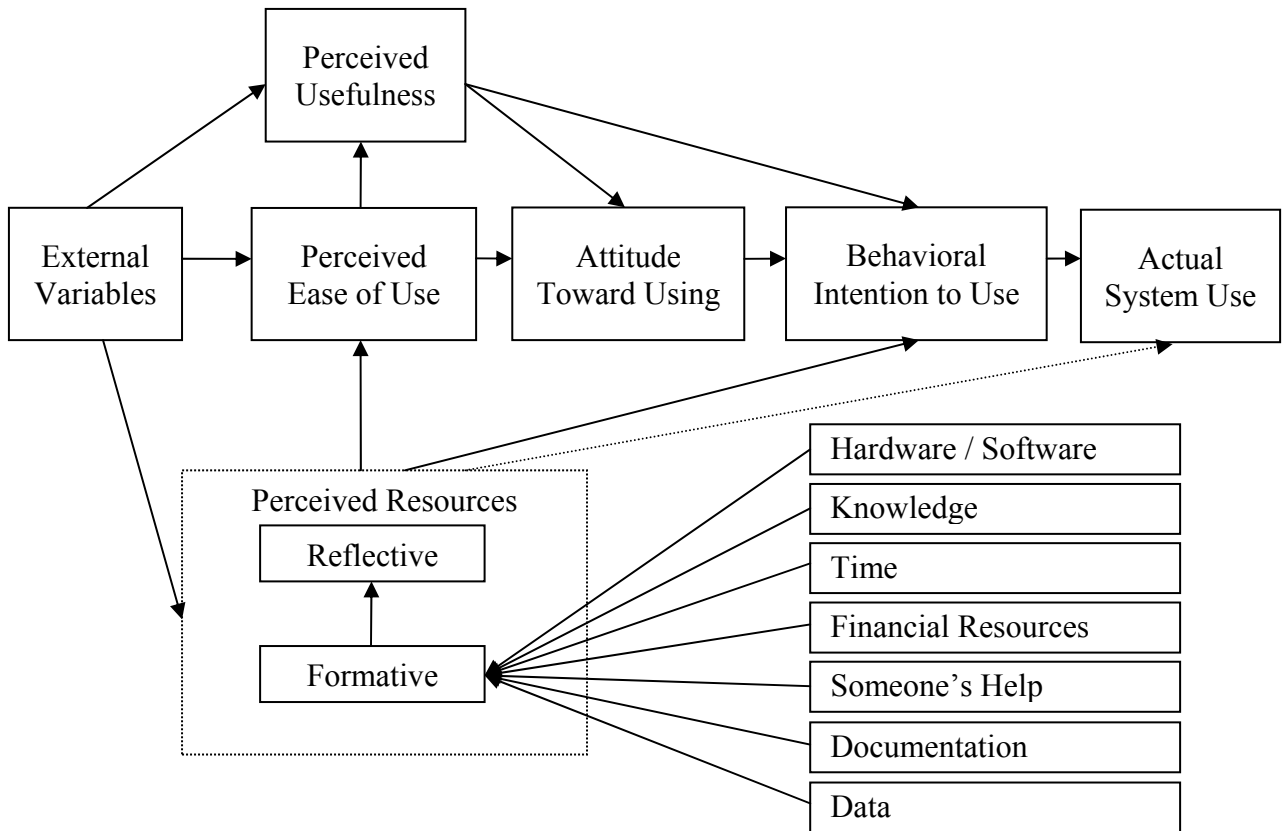 Perceived
Usefulness
External
Variables
Perceived
Ease of Use
Attitude
Toward Using
Behavioral
Intention to Use
Actual
System Use
Perceived Resources
Reflective
Formative
Hardware / Software
Knowledge
Time
Financial Resources
Someone’s Help
Documentation
Data